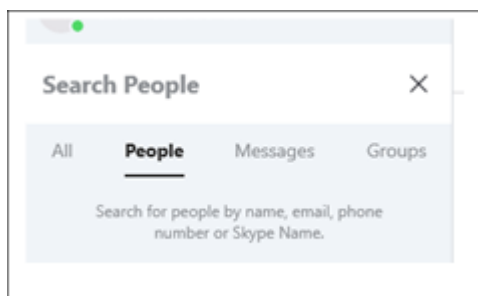 Search People
All People Messages Groups
Search for people by name, email, phone
number or Skype Name.